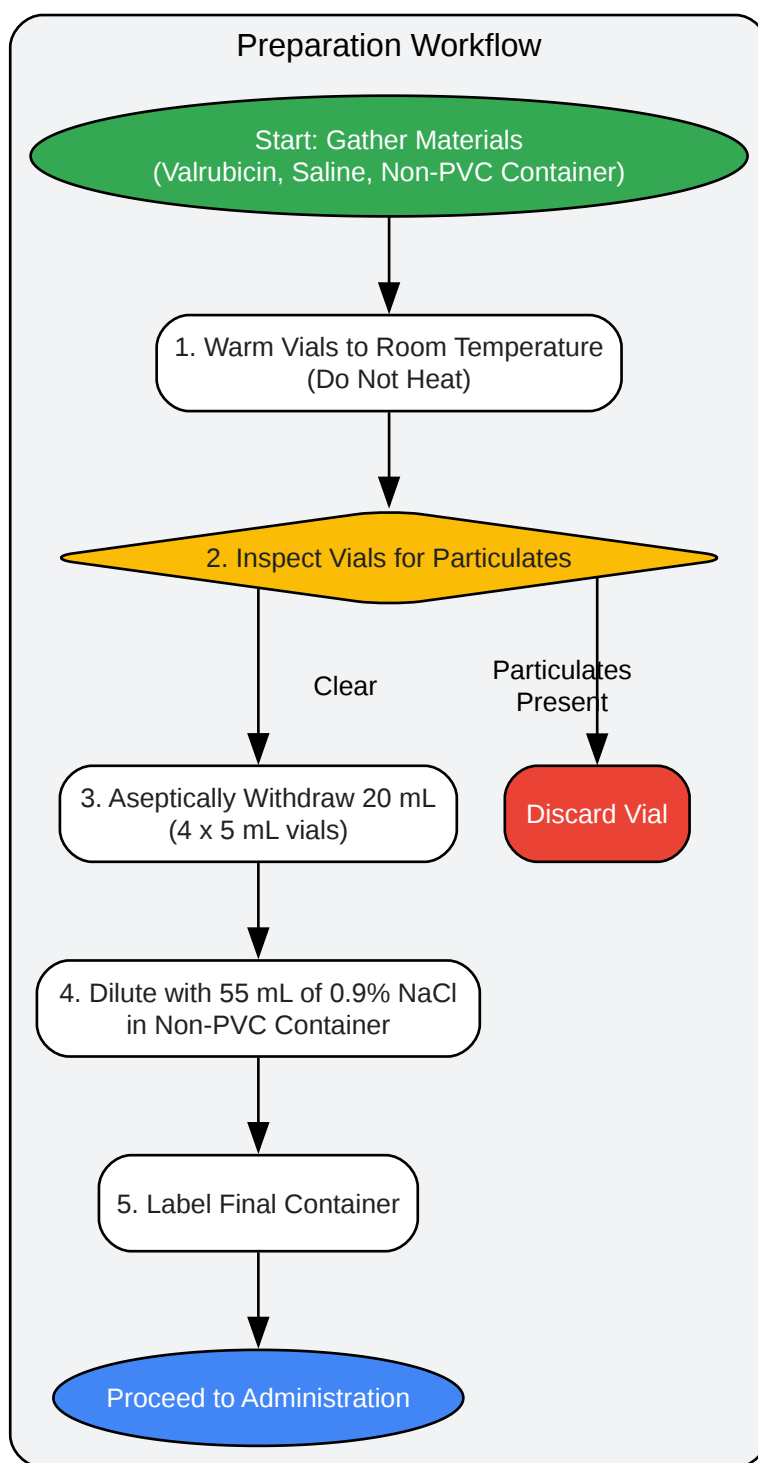 Preparation Workflow
Start: Gather Materials
(Valrubicin, Saline, Non-PVC Container)
1. Warm Vials to Room Temperature
(Do Not Heat)
2. Inspect Vials for Particulates
Clear
Particulates
Present
3. Aseptically Withdraw 20 mL
(4 x 5 mL vials)
Discard Vial
4. Dilute with 55 mL of 0.9% NaCl
in Non-PVC Container
5. Label Final Container
Proceed to Administration